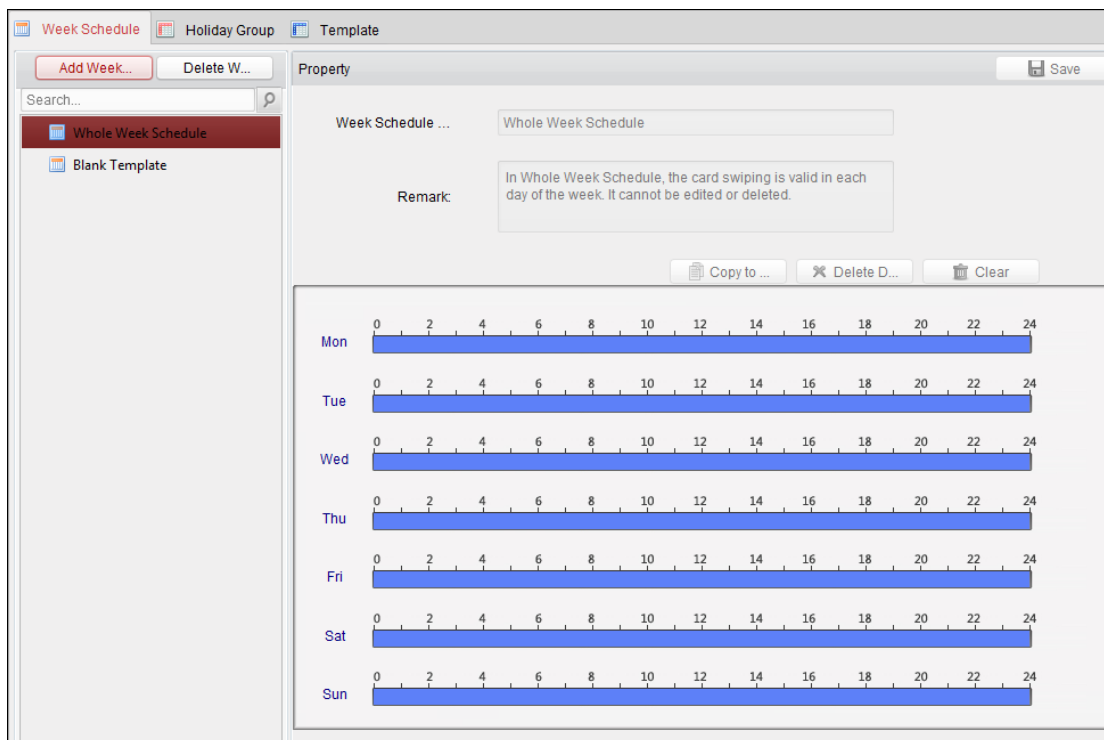 Week Schedule Holiday Group Template
Add Week... Delete W... Property Save
Search...
Whole Week Schedule
Blank Template
Week Schedule ... Whole Week Schedule
Remark: In Whole Week Schedule, the card swiping is valid in each
day of the week. It cannot be edited or deleted.
Copy to ... Delete D... Clear
0 2 4 6 8 10 12 14 16 18 20 22 24
Mon
0 2 4 6 8 10 12 14 16 18 20 22 24
Tue
0 2 4 6 8 10 12 14 16 18 20 22 24
Wed
0 2 4 6 8 10 12 14 16 18 20 22 24
Thu
0 2 4 6 8 10 12 14 16 18 20 22 24
Fri
0 2 4 6 8 10 12 14 16 18 20 22 24
Sat
0 2 4 6 8 10 12 14 16 18 20 22 24
Sun